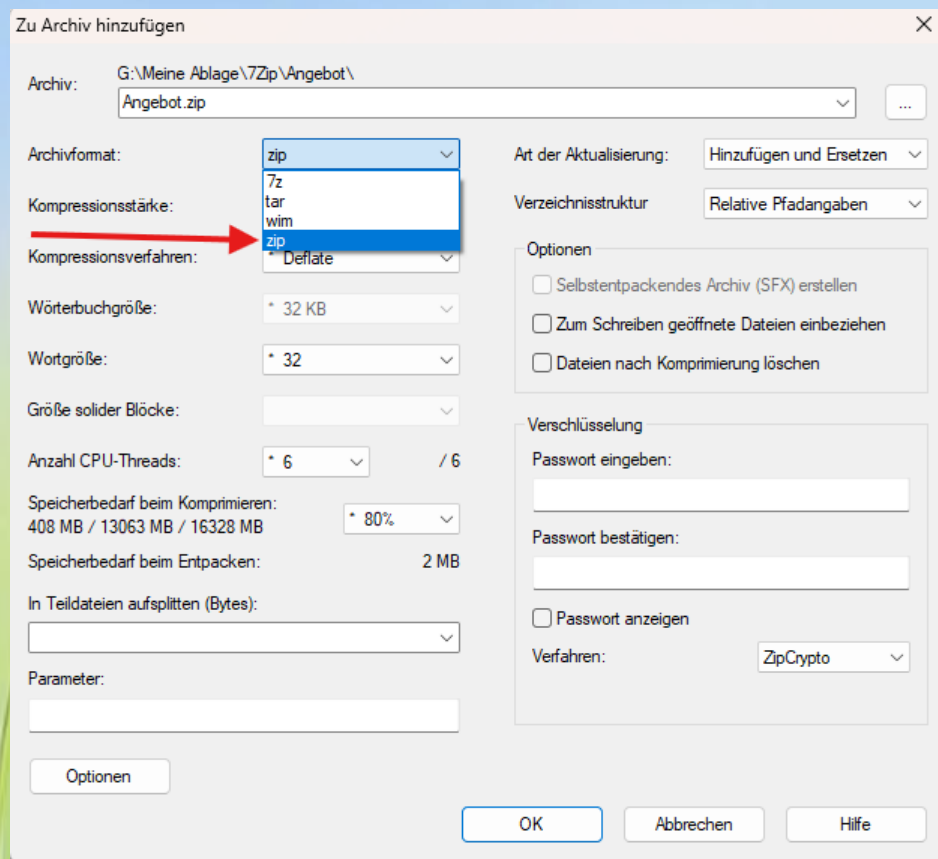 Zu Archiv hinzufügen
Archiv:
G:\Meine Ablage\7Zip\Angebot\
Angebot.zip
...
Archivformat:
zip
7z
tar
wim
zip
Kompressionsstärke:
Kompressionsverfahren:
* Deflate
Wörterbuchgröße:
* 32 KB
Wortgröße:
* 32
Größe solider Blöcke:
Anzahl CPU-Threads:
* 6
/ 6
Speicherbedarf beim Komprimieren:
408 MB / 13063 MB / 16328 MB
* 80%
Speicherbedarf beim Entpacken:
2 MB
In Teildateien aufsplitten (Bytes):
Parameter:
Optionen
Art der Aktualisierung:
Hinzufügen und Ersetzen
Verzeichnisstruktur
Relative Pfadangaben
Optionen
Selbstentpackendes Archiv (SFX) erstellen
Zum Schreiben geöffnete Dateien einbeziehen
Dateien nach Komprimierung löschen
Verschlüsselung
Passwort eingeben:
Passwort bestätigen:
Passwort anzeigen
Verfahren:
ZipCrypto
OK
Abbrechen
Hilfe